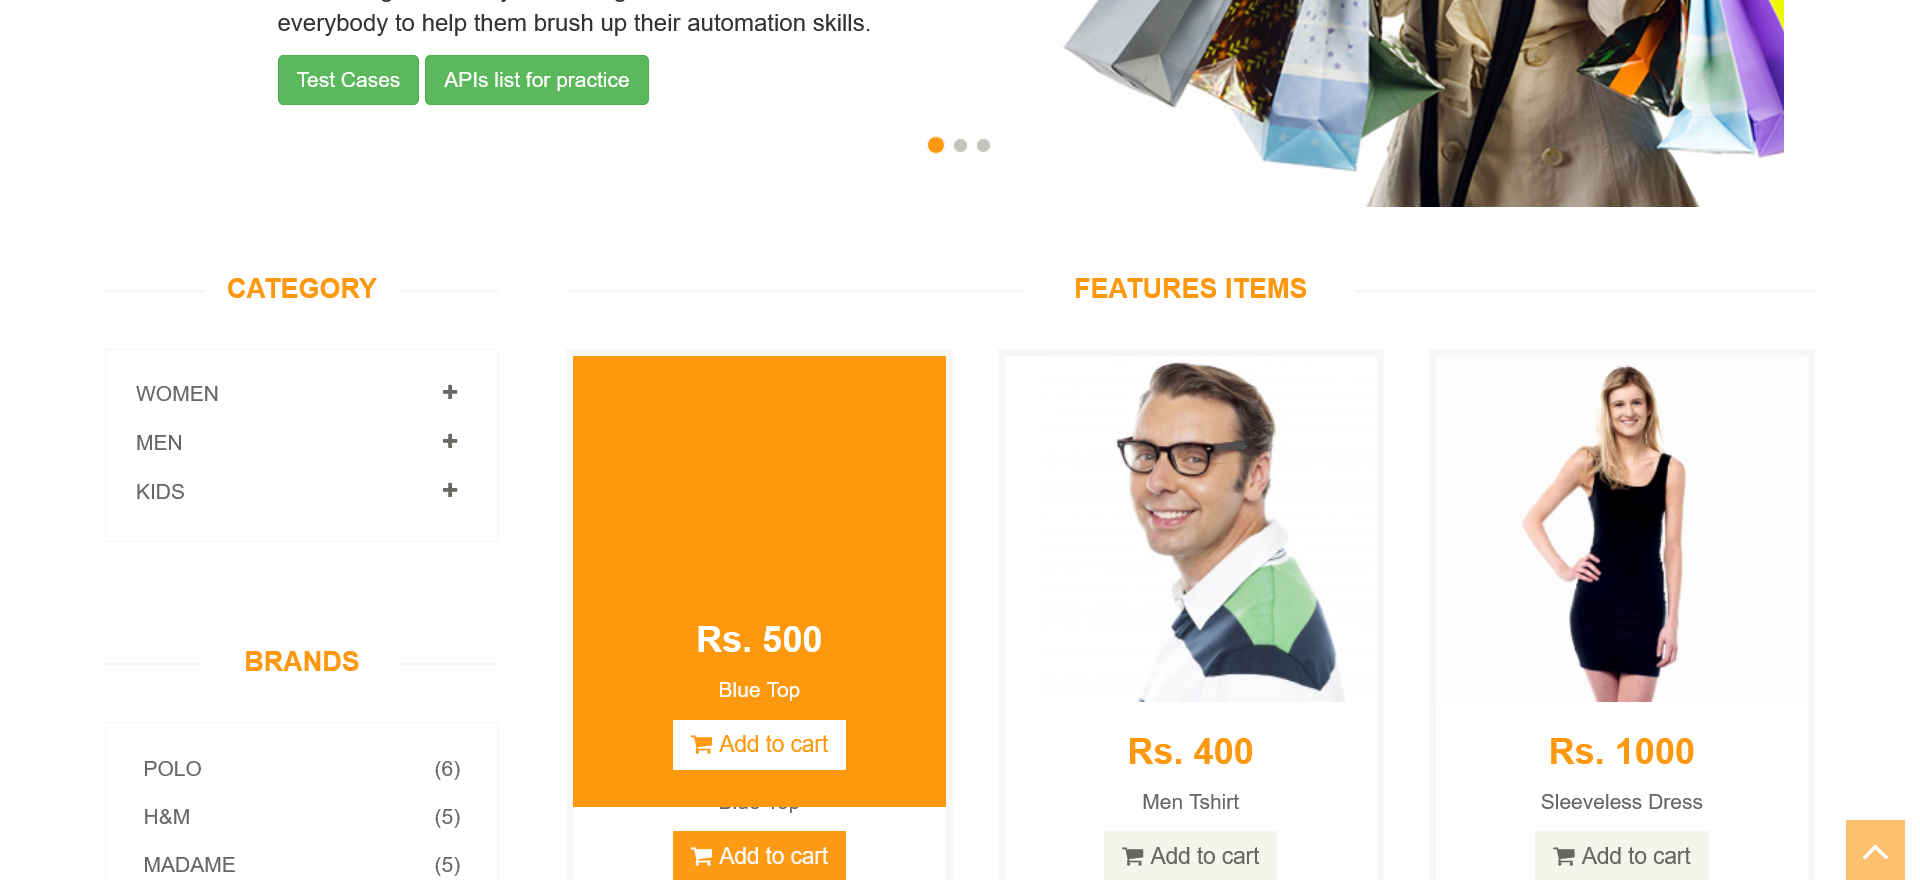 everybody to help them brush up their automation skills.
Test Cases
APIs list for practice
CATEGORY
WOMEN
MEN
KIDS
BRANDS
POLO (6)
H&M (5)
MADAME (5)
FEATURES ITEMS
Rs. 500
Blue Top
Add to cart
Add to cart
Rs. 400
Men Tshirt
Add to cart
Rs. 1000
Sleeveless Dress
Add to cart